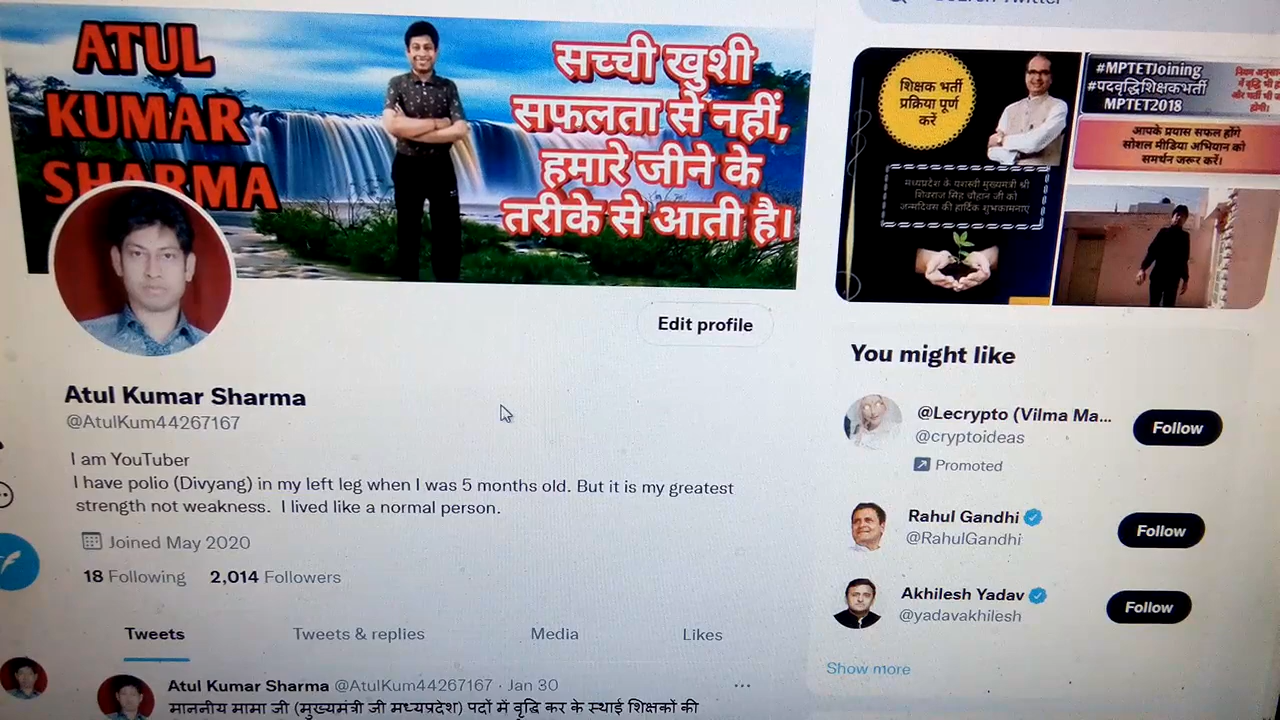 ATUL
KUMAR
SHARMA
सच्ची खुशी
सफलता से नहीं,
हमारे जीने के
तरीके से आती है।
Edit profile
Atul Kumar Sharma
@AtulKum44267167
I am YouTuber
I have polio (Divyang) in my left leg when I was 5 months old. But it is my greatest
strength not weakness. I lived like a normal person.
Joined May 2020
18 Following 2,014 Followers
Tweets Tweets & replies Media Likes
Atul Kumar Sharma @AtulKum44267167 · Jan 30
माननीय मामा जी (मुख्यमंत्री जी मध्यप्रदेश) पदों में वृद्धि कर के स्थाई शिक्षकों की
Search Twitter
शिक्षक भर्ती
प्रक्रिया पूर्ण
करें
मध्यप्रदेश के यशस्वी मुख्यमंत्री श्री
शिवराज सिंह चौहान जी को
जन्मदिवस की हार्दिक शुभकामनाएं
#MPTETJoining
#पदवृद्धिशिक्षकभर्ती
MPTET2018
आपके प्रयास सफल होंगे
सोशल मीडिया अभियान को
समर्थन जरूर करें।
You might like
@Lecrypto (Vilma Ma...
@cryptoideas
Follow
Promoted
Rahul Gandhi
@RahulGandhi
Follow
Akhilesh Yadav
@yadavakhilesh
Follow
Show more